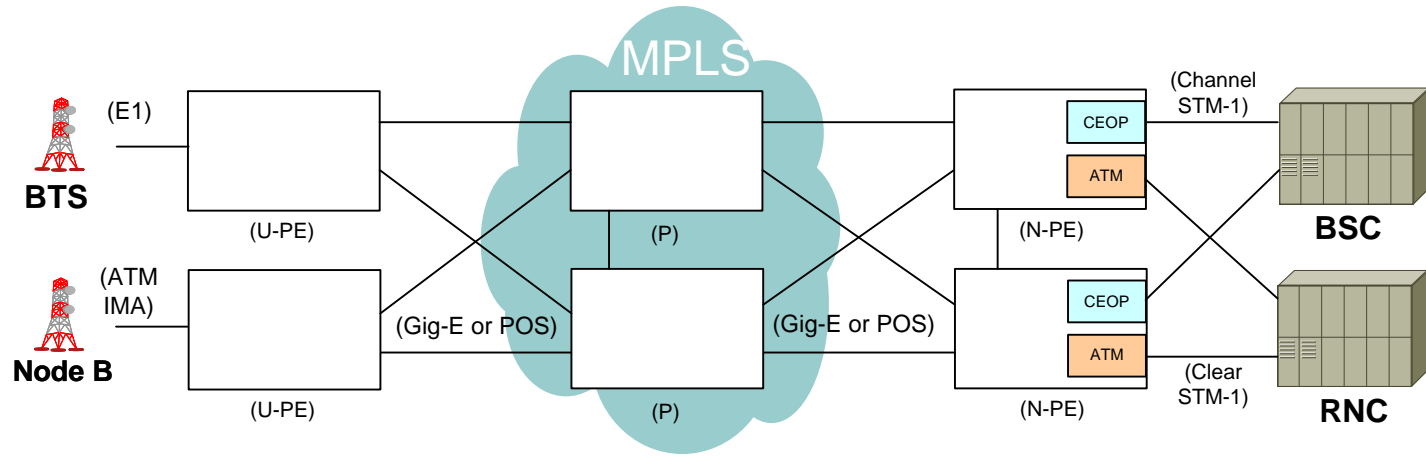 MPLS
(E1)
BTS
(U-PE)
(P)
CEOP
ATM
(N-PE)
(Channel
STM-1)
BSC
(ATM
IMA)
Node B
(U-PE)
(Gig-E or POS)
(P)
(Gig-E or POS)
CEOP
ATM
(N-PE)
(Clear
STM-1)
RNC